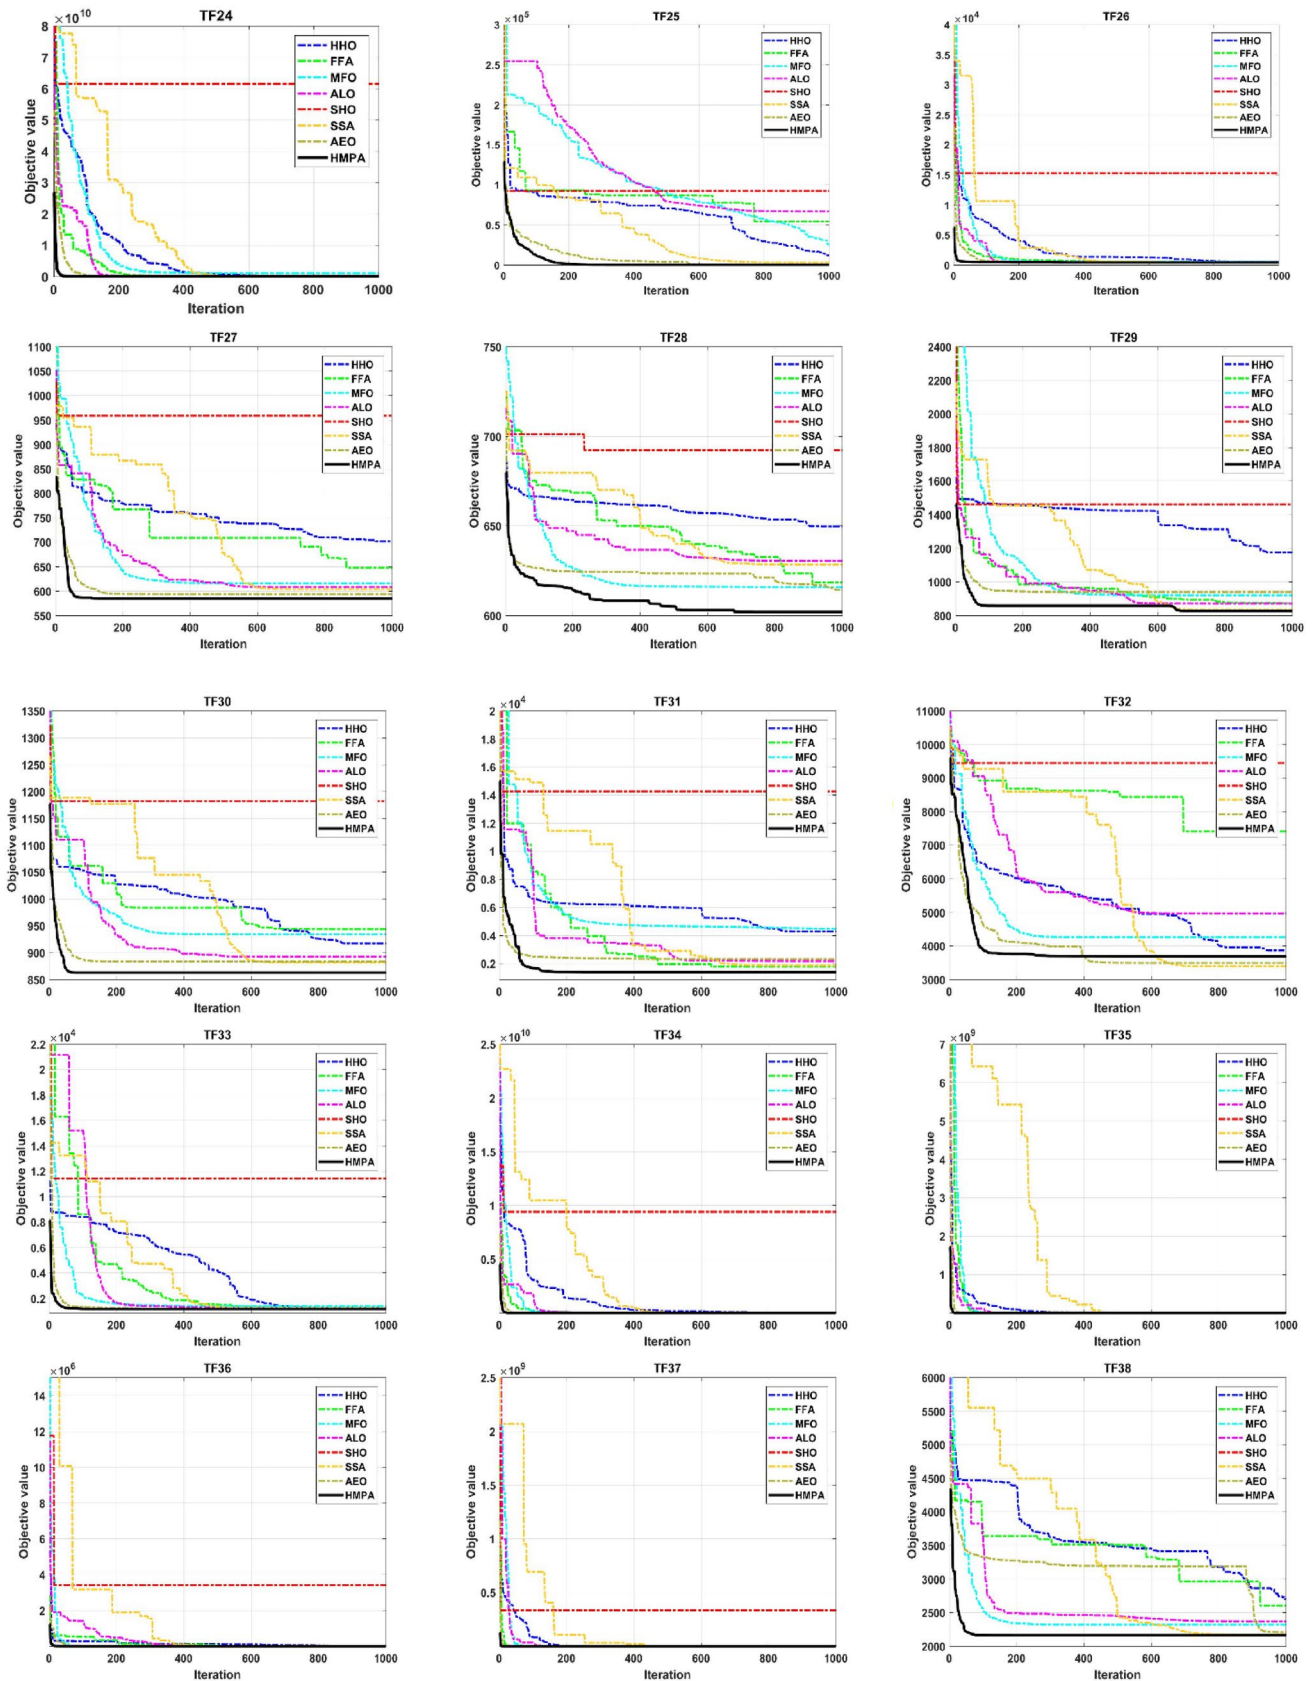 TF24
×10^10
8
7
6
5
4
3
2
1
0
Objective value
HHO
FFA
MFO
ALO
SHO
SSA
AEO
HMPA
0 200 400 600 800 1000
Iteration
TF25
×10^5
3
2.5
2
1.5
1
0.5
0
Objective value
HHO
FFA
MFO
ALO
SHO
SSA
AEO
HMPA
0 200 400 600 800 1000
Iteration
TF26
×10^4
4
3.5
3
2.5
2
1.5
1
0.5
0
Objective value
HHO
FFA
MFO
ALO
SHO
SSA
AEO
HMPA
0 200 400 600 800 1000
Iteration
TF27
1100
1050
1000
950
900
850
800
750
700
650
600
550
Objective value
HHO
FFA
MFO
ALO
SHO
SSA
AEO
HMPA
0 200 400 600 800 1000
Iteration
TF28
750
700
650
600
Objective value
HHO
FFA
MFO
ALO
SHO
SSA
AEO
HMPA
0 200 400 600 800 1000
Iteration
TF29
2400
2200
2000
1800
1600
1400
1200
1000
800
Objective value
HHO
FFA
MFO
ALO
SHO
SSA
AEO
HMPA
0 200 400 600 800 1000
Iteration
TF30
1350
1300
1250
1200
1150
1100
1050
1000
950
900
850
Objective value
HHO
FFA
MFO
ALO
SHO
SSA
AEO
HMPA
0 200 400 600 800 1000
Iteration
TF31
×10^4
2
1.8
1.6
1.4
1.2
1
0.8
0.6
0.4
0.2
Objective value
HHO
FFA
MFO
ALO
SHO
SSA
AEO
HMPA
0 200 400 600 800 1000
Iteration
TF32
11000
10000
9000
8000
7000
6000
5000
4000
3000
Objective value
HHO
FFA
MFO
ALO
SHO
SSA
AEO
HMPA
0 200 400 600 800 1000
Iteration
TF33
×10^4
2.2
2
1.8
1.6
1.4
1.2
1
0.8
0.6
0.4
0.2
Objective value
HHO
FFA
MFO
ALO
SHO
SSA
AEO
HMPA
0 200 400 600 800 1000
Iteration
TF34
×10^10
2.5
2
1.5
1
0.5
Objective value
HHO
FFA
MFO
ALO
SHO
SSA
AEO
HMPA
0 200 400 600 800 1000
Iteration
TF35
×10^9
7
6
5
4
3
2
1
Objective value
HHO
FFA
MFO
ALO
SHO
SSA
AEO
HMPA
0 200 400 600 800 1000
Iteration
TF36
×10^6
14
12
10
8
6
4
2
Objective value
HHO
FFA
MFO
ALO
SHO
SSA
AEO
HMPA
0 200 400 600 800 1000
Iteration
TF37
×10^9
2.5
2
1.5
1
0.5
Objective value
HHO
FFA
MFO
ALO
SHO
SSA
AEO
HMPA
0 200 400 600 800 1000
Iteration
TF38
6000
5500
5000
4500
4000
3500
3000
2500
2000
Objective value
HHO
FFA
MFO
ALO
SHO
SSA
AEO
HMPA
0 200 400 600 800 1000
Iteration